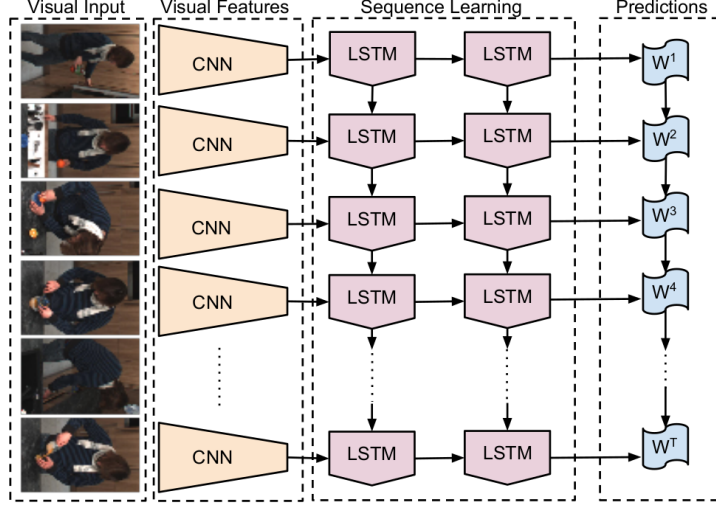 Visual Input Visual Features Sequence Learning Predictions
CNN LSTM LSTM W¹
CNN LSTM LSTM W²
CNN LSTM LSTM W³
CNN LSTM LSTM W⁴
CNN LSTM LSTM Wᵀ